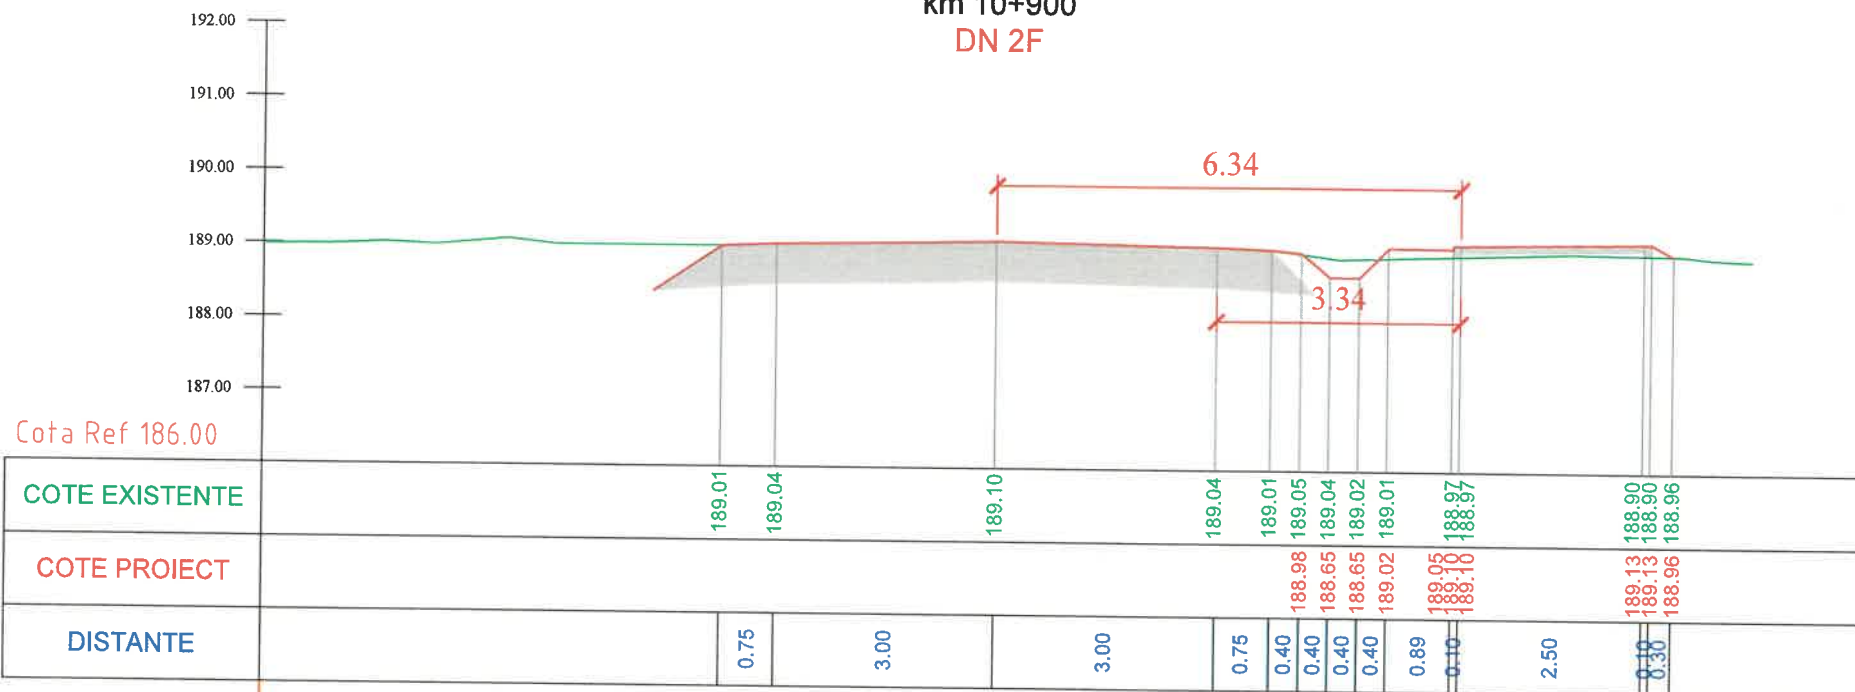 km 10+900
DN 2F
192.00
191.00
190.00
189.00
188.00
187.00
6.34
3.34
Cota Ref 186.00
COTE EXISTENTE 189.01 189.04 189.10 189.04 189.01 189.05 189.04 189.02 189.01 188.97 188.97 188.90 188.90 188.96
COTE PROIECT 188.98 188.65 188.65 189.02 189.05 189.10 189.10 189.13 189.13 188.96
DISTANTE 0.75 3.00 3.00 0.75 0.40 0.40 0.40 0.40 0.89 0.10 2.50 0.10 0.30